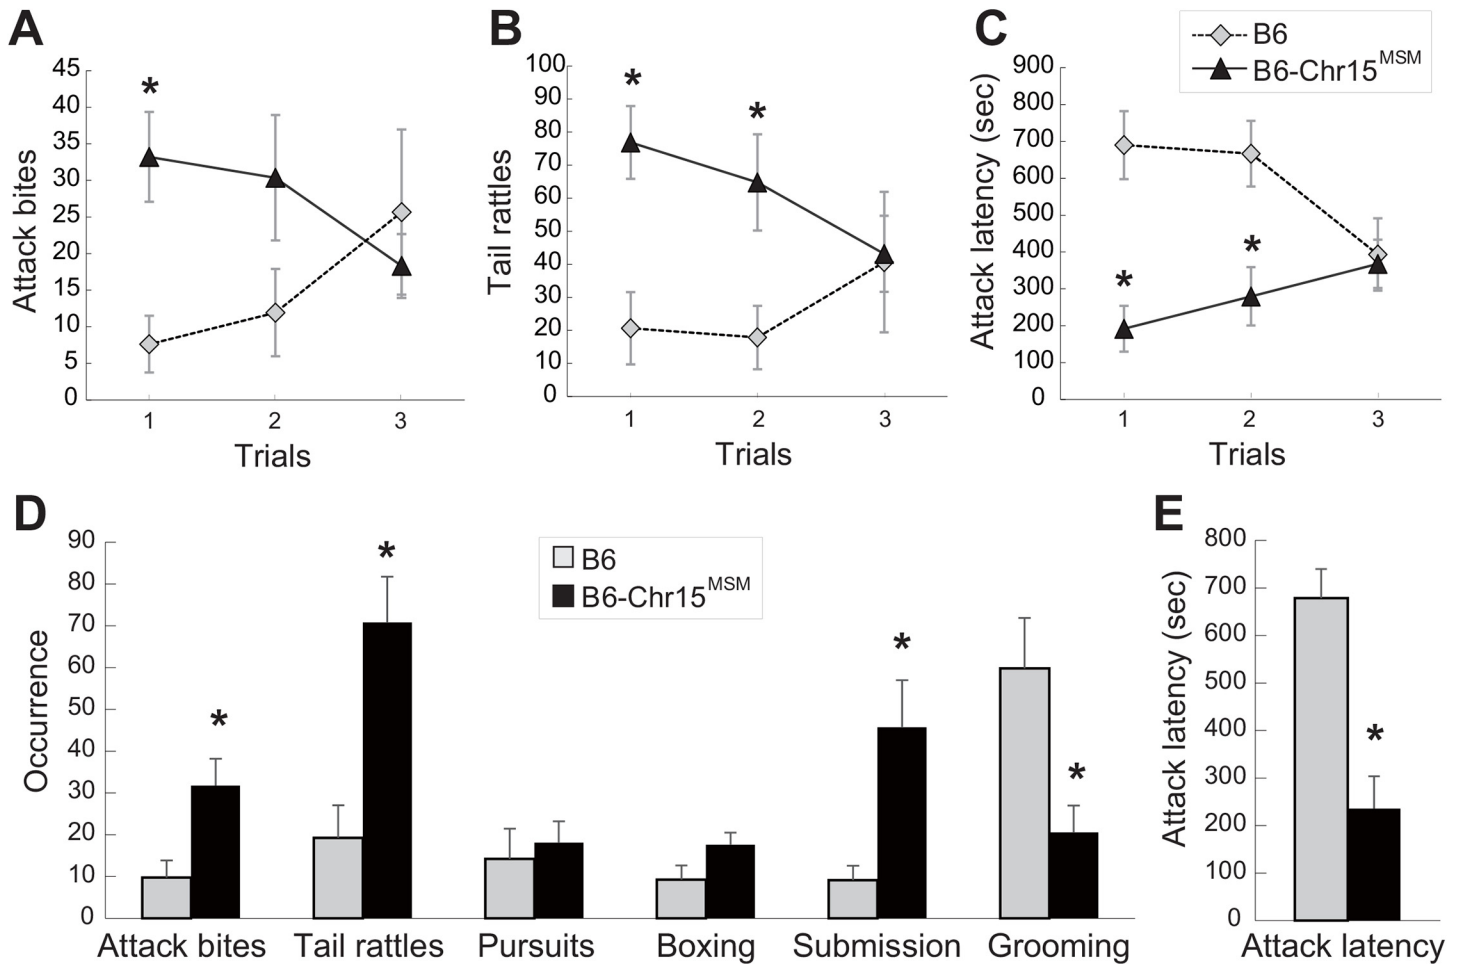 A
45
40
35
30
25
20
15
10
5
0
Attack bites
*
1 2 3
Trials
B
100
90
80
70
60
50
40
30
20
10
0
Tail rattles
*
*
1 2 3
Trials
C
B6
B6-Chr15MSM
900
800
700
600
500
400
300
200
100
0
Attack latency (sec)
*
*
1 2 3
Trials
D
90
80
70
60
50
40
30
20
10
0
Occurrence
B6
B6-Chr15MSM
*
*
*
*
Attack bites Tail rattles Pursuits Boxing Submission Grooming
E
800
700
600
500
400
300
200
100
0
Attack latency (sec)
*
Attack latency